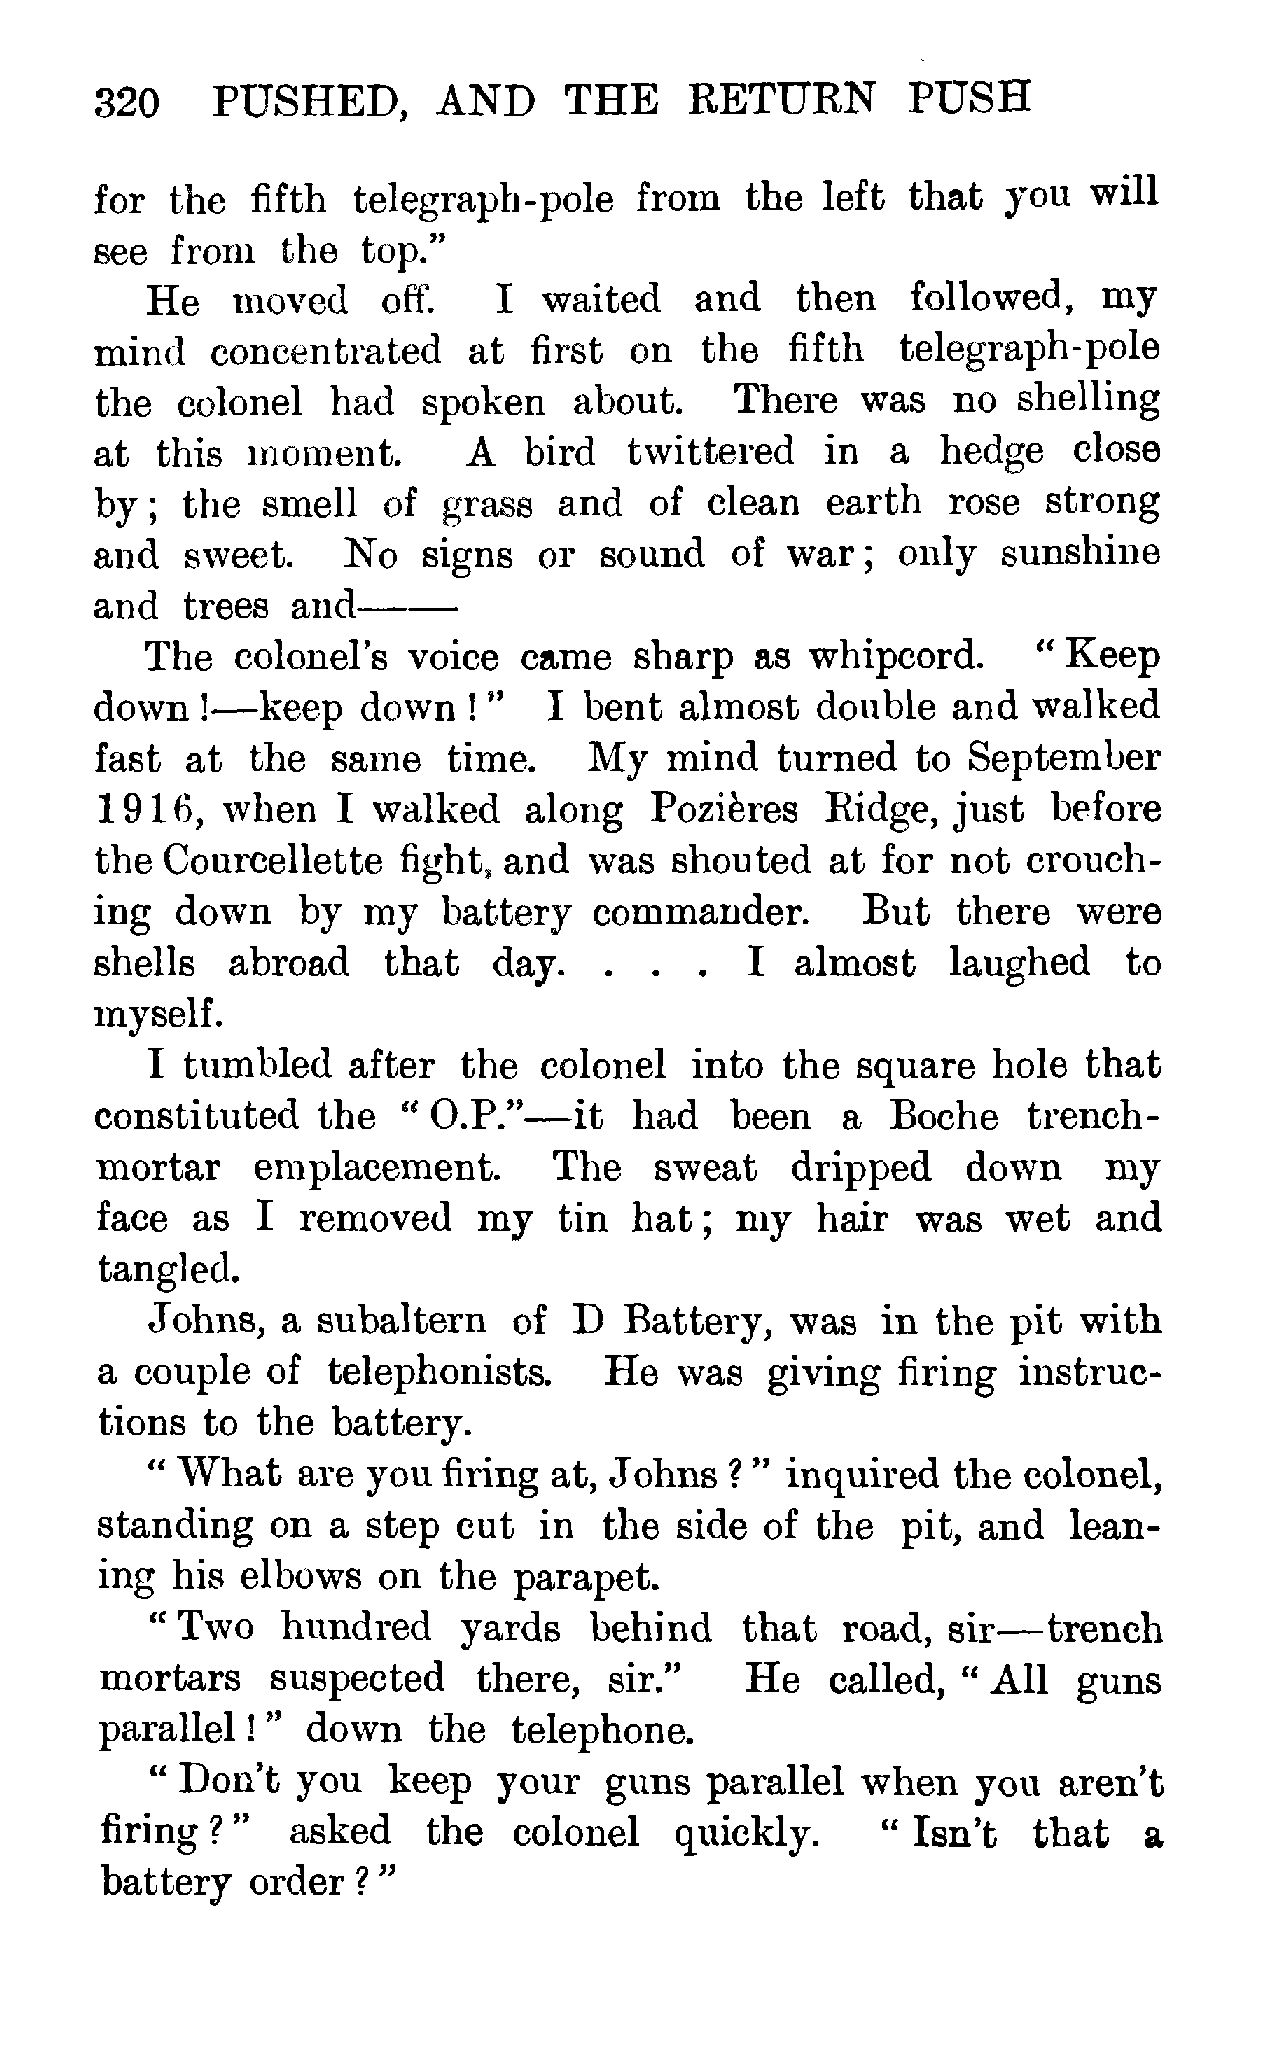 320 PUSHED, AND THE RETURN PUSH
for the fifth telegraph-pole from the left that you will
see from the top.”
He moved off. I waited and then followed, my
mind concentrated at first on the fifth telegraph-pole
the colonel had spoken about. There was no shelling
at this moment. A bird twittered in a hedge close
by; the smell of grass and of clean earth rose strong
and sweet. No signs or sound of war; only sunshine
and trees and——
The colonel’s voice came sharp as whipcord. “Keep
down!—keep down!” I bent almost double and walked
fast at the same time. My mind turned to September
1916, when I walked along Pozières Ridge, just before
the Courcellette fight, and was shouted at for not crouch-
ing down by my battery commander. But there were
shells abroad that day. . . . I almost laughed to
myself.
I tumbled after the colonel into the square hole that
constituted the “O.P.”—it had been a Boche trench-
mortar emplacement. The sweat dripped down my
face as I removed my tin hat; my hair was wet and
tangled.
Johns, a subaltern of D Battery, was in the pit with
a couple of telephonists. He was giving firing instruc-
tions to the battery.
“What are you firing at, Johns?” inquired the colonel,
standing on a step cut in the side of the pit, and lean-
ing his elbows on the parapet.
“Two hundred yards behind that road, sir—trench
mortars suspected there, sir.” He called, “All guns
parallel!” down the telephone.
“Don’t you keep your guns parallel when you aren’t
firing?” asked the colonel quickly. “Isn’t that a
battery order?”